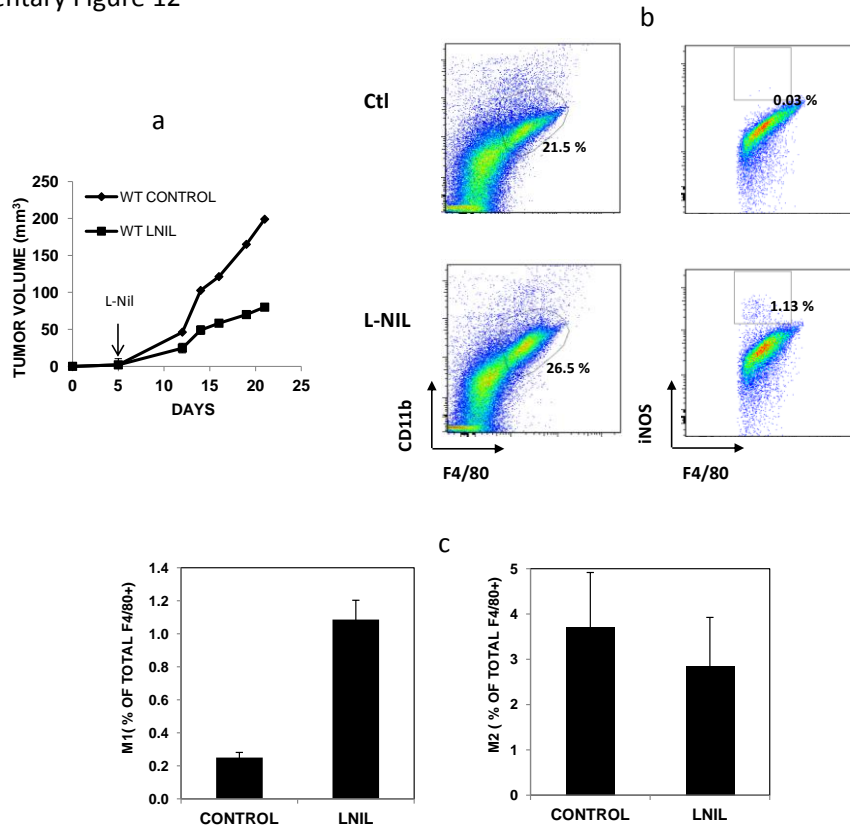 entary Figure 12
a
250
200
150
100
50
0
0
5
10
15
20
25
TUMOR VOLUME (mm³)
DAYS
WT CONTROL
WT LNIL
L-Nil
b
Ctl
21.5 %
0.03 %
L-NIL
26.5 %
1.13 %
CD11b
F4/80
iNOS
F4/80
c
1.4
1.2
1.0
0.8
0.6
0.4
0.2
0.0
M1( % OF TOTAL F4/80+)
CONTROL
LNIL
5
4
3
2
1
0
M2 ( % OF TOTAL F4/80+)
CONTROL
LNIL